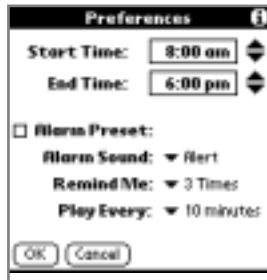 Preferences i
Start Time: 8:00 am
End Time: 6:00 pm
Alarm Preset:
Alarm Sound: Alert
Remind Me: 3 Times
Play Every: 10 minutes
OK Cancel